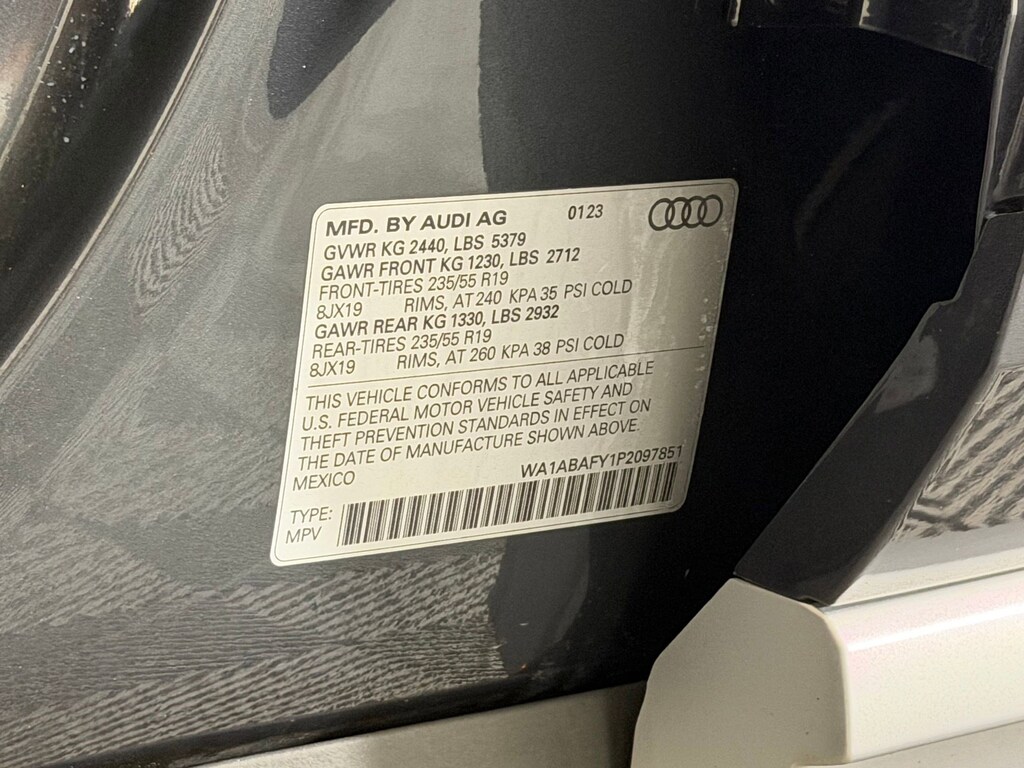 MFD. BY AUDI AG 0123
GVWR KG 2440, LBS 5379
GAWR FRONT KG 1230, LBS 2712
FRONT-TIRES 235/55 R19
8JX19 RIMS, AT 240 KPA 35 PSI COLD
GAWR REAR KG 1330, LBS 2932
REAR-TIRES 235/55 R19
8JX19 RIMS, AT 260 KPA 38 PSI COLD
THIS VEHICLE CONFORMS TO ALL APPLICABLE
U.S. FEDERAL MOTOR VEHICLE SAFETY AND
THEFT PREVENTION STANDARDS IN EFFECT ON
THE DATE OF MANUFACTURE SHOWN ABOVE.
MEXICO WA1ABAFY1P2097851
TYPE:
MPV